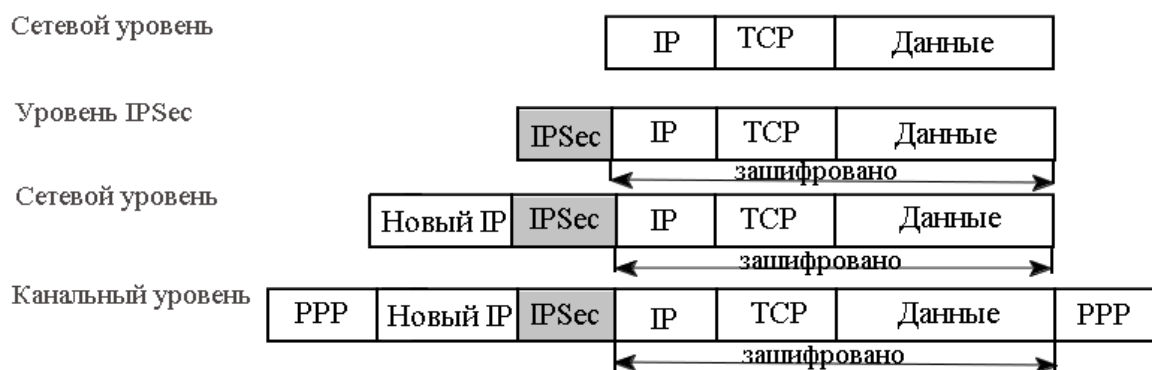 Сетевой уровень
IP TCP Данные
Уровень IPSec
IPSec IP TCP Данные
зашифровано
Сетевой уровень
Новый IP IPSec IP TCP Данные
зашифровано
Канальный уровень
PPP Новый IP IPSec IP TCP Данные PPP
зашифровано